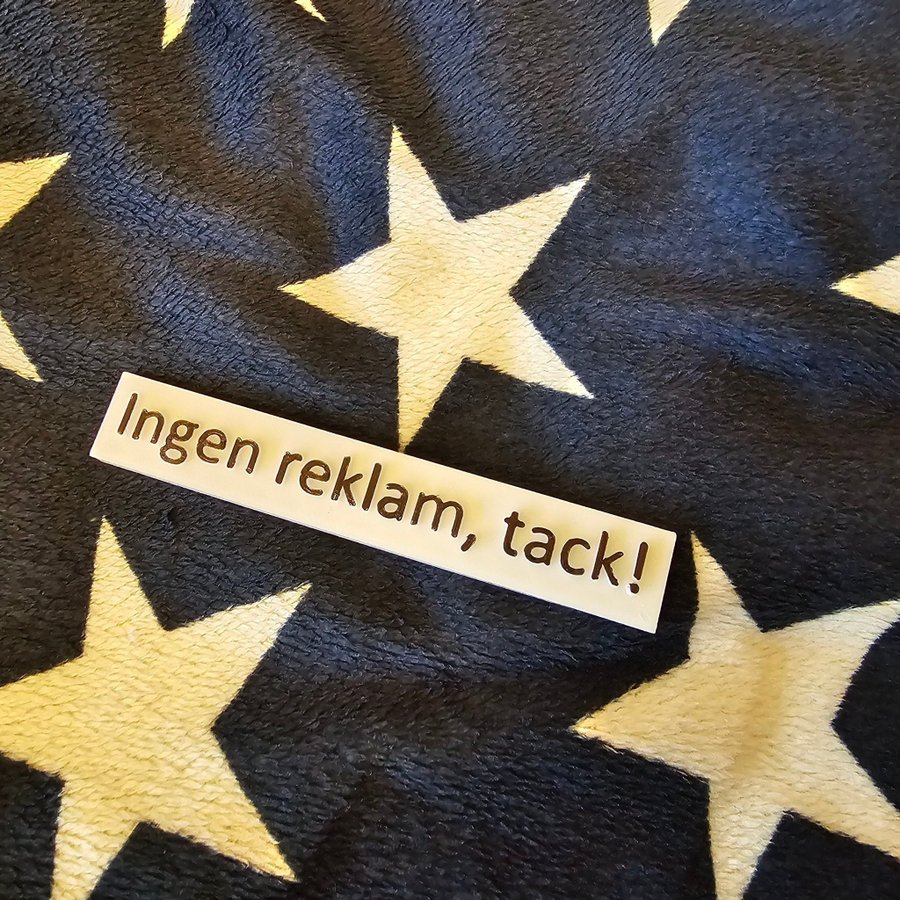 Ingen reklam, tack!